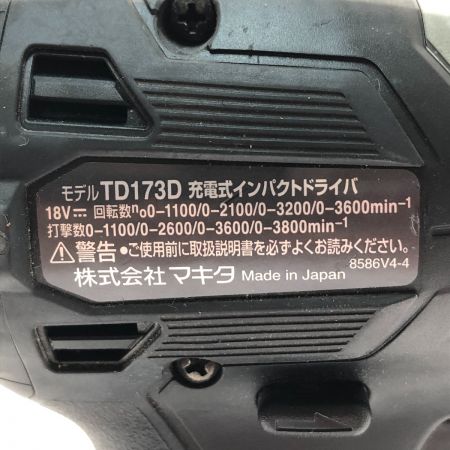 モデル TD173D 充電式インパクトドライバ
18V⎓ 回転数 no0-1100/0-2100/0-3200/0-3600min-1
打撃数0-1100/0-2600/0-3600/0-3800min-1
⚠警告 ●ご使用前に取扱説明書を必ずよくお読みください。
株式会社 マキタ Made in Japan 8586V4-4